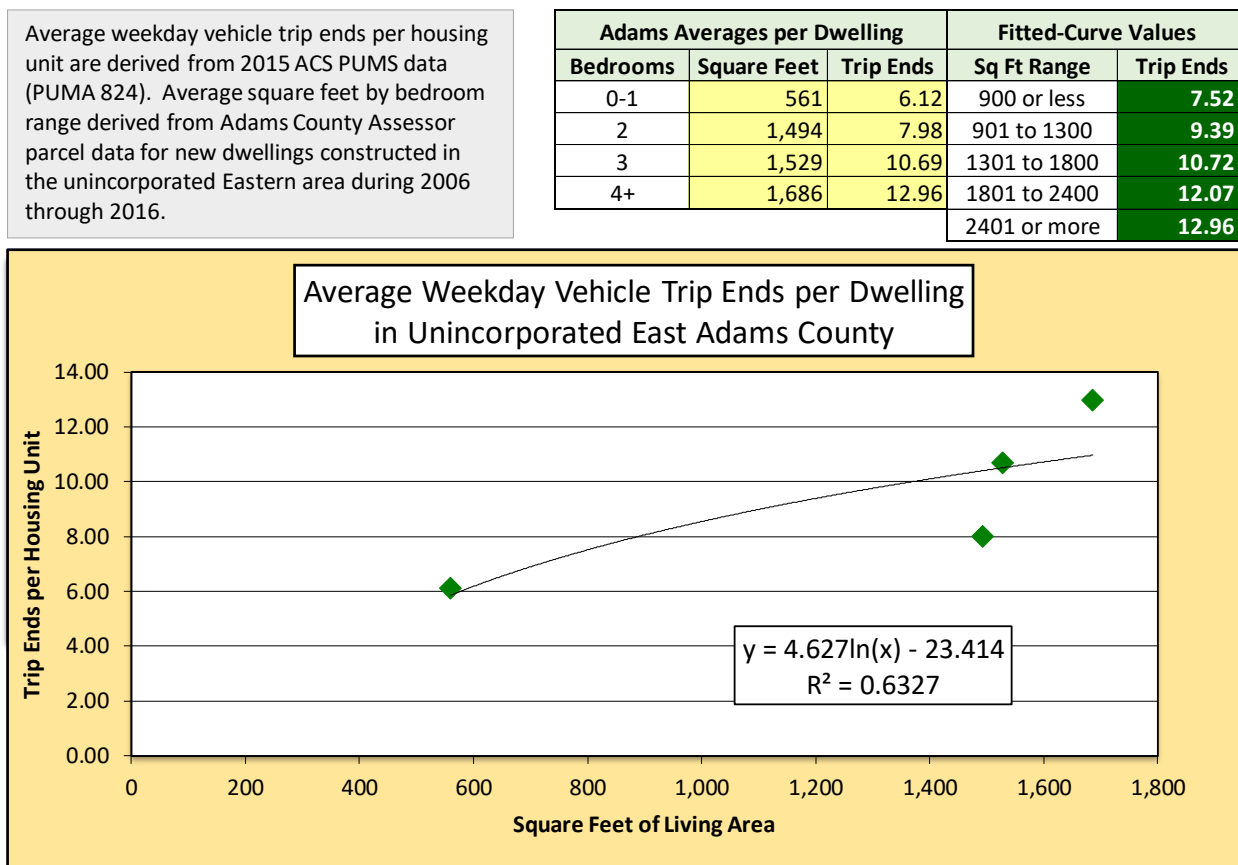 Average weekday vehicle trip ends per housing
unit are derived from 2015 ACS PUMS data
(PUMA 824). Average square feet by bedroom
range derived from Adams County Assessor
parcel data for new dwellings constructed in
the unincorporated Eastern area during 2006
through 2016.
Adams Averages per Dwelling Fitted-Curve Values
Bedrooms Square Feet Trip Ends Sq Ft Range Trip Ends
0-1 561 6.12 900 or less 7.52
2 1,494 7.98 901 to 1300 9.39
3 1,529 10.69 1301 to 1800 10.72
4+ 1,686 12.96 1801 to 2400 12.07
2401 or more 12.96
Average Weekday Vehicle Trip Ends per Dwelling
in Unincorporated East Adams County
Trip Ends per Housing Unit
14.00
12.00
10.00
8.00
6.00
4.00
2.00
0.00
y = 4.627ln(x) - 23.414
R² = 0.6327
0 200 400 600 800 1,000 1,200 1,400 1,600 1,800
Square Feet of Living Area